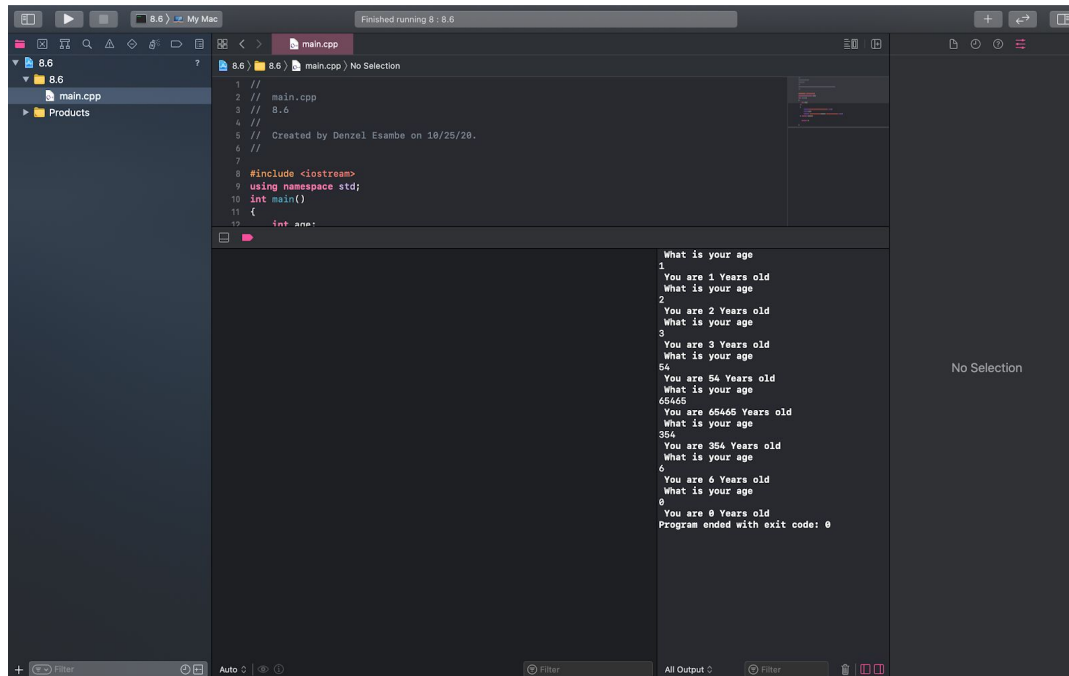 8.6 〉 My Mac
Finished running 8 : 8.6
main.cpp
8.6 ?
8.6
main.cpp
Products
8.6 〉 8.6 〉 main.cpp 〉 No Selection
1 //
2 // main.cpp
3 // 8.6
4 //
5 // Created by Denzel Esambe on 10/25/20.
6 //
7
8 #include <iostream>
9 using namespace std;
10 int main()
11 {
12 int age;
What is your age
1
You are 1 Years old
What is your age
2
You are 2 Years old
What is your age
3
You are 3 Years old
What is your age
54
You are 54 Years old
What is your age
65465
You are 65465 Years old
What is your age
354
You are 354 Years old
What is your age
6
You are 6 Years old
What is your age
0
You are 0 Years old
Program ended with exit code: 0
No Selection
Filter
Auto
Filter
All Output
Filter